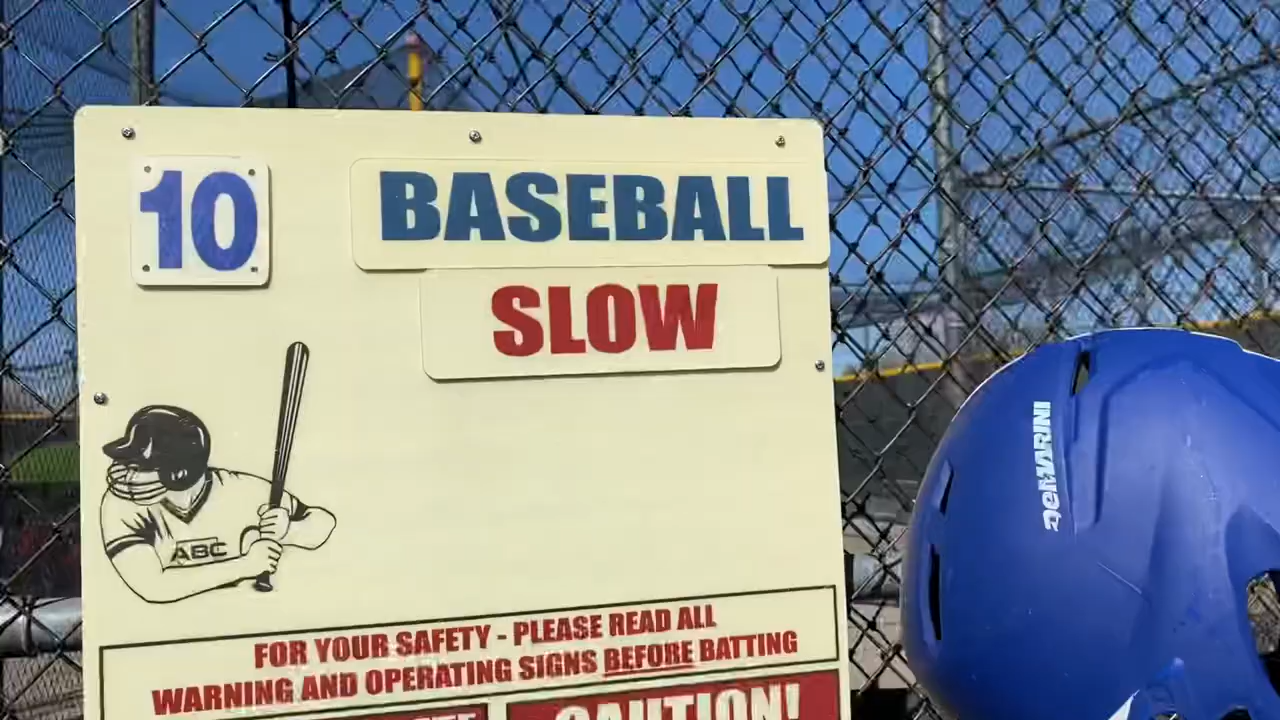 10
BASEBALL
SLOW
ABC
DeMARINI
FOR YOUR SAFETY - PLEASE READ ALL
WARNING AND OPERATING SIGNS BEFORE BATTING
CAUTION!